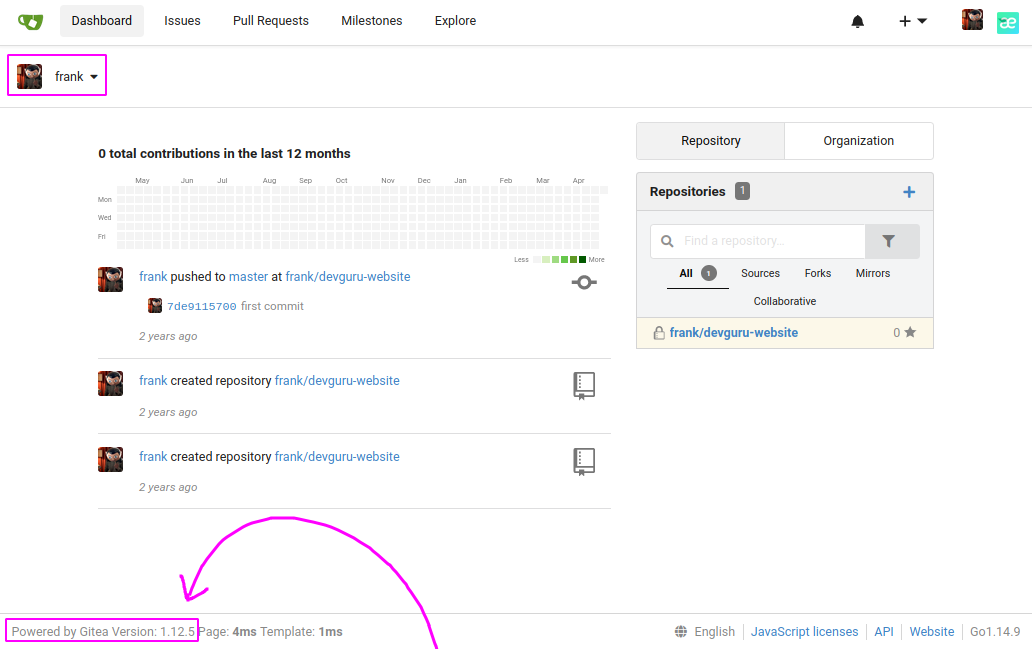 Dashboard Issues Pull Requests Milestones Explore
æ
frank
0 total contributions in the last 12 months
May Jun Jul Aug Sep Oct Nov Dec Jan Feb Mar Apr
Mon
Wed
Fri
Less More
frank pushed to master at frank/devguru-website
7de9115700 first commit
2 years ago
frank created repository frank/devguru-website
2 years ago
frank created repository frank/devguru-website
2 years ago
Repository Organization
Repositories 1
Find a repository...
All 1 Sources Forks Mirrors
Collaborative
frank/devguru-website 0
Powered by Gitea Version: 1.12.5 Page: 4ms Template: 1ms
English JavaScript licenses API Website Go1.14.9